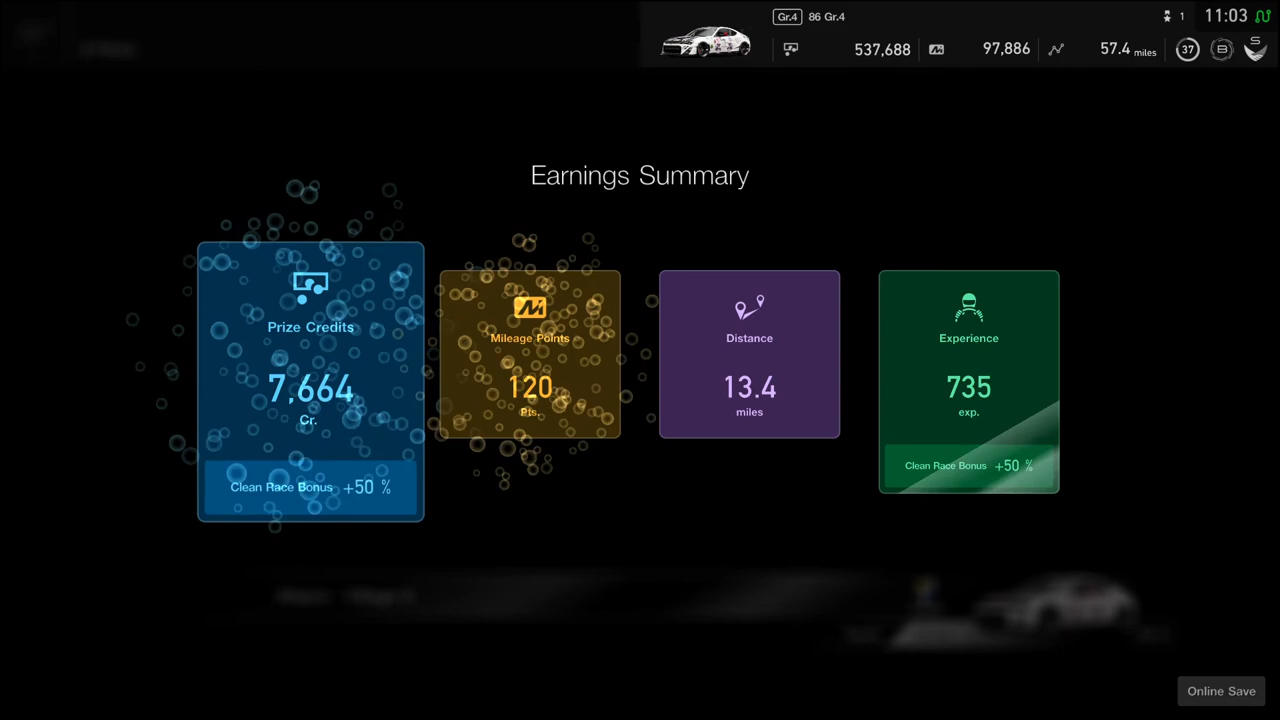 Gr.4 86 Gr.4 1 11:03
537,688 97,886 57.4 miles 37 B S
Earnings Summary
Prize Credits
7,664
Cr.
Clean Race Bonus +50 %
Mileage Points
120
Pts.
Distance
13.4
miles
Experience
735
exp.
Clean Race Bonus +50 %
Online Save